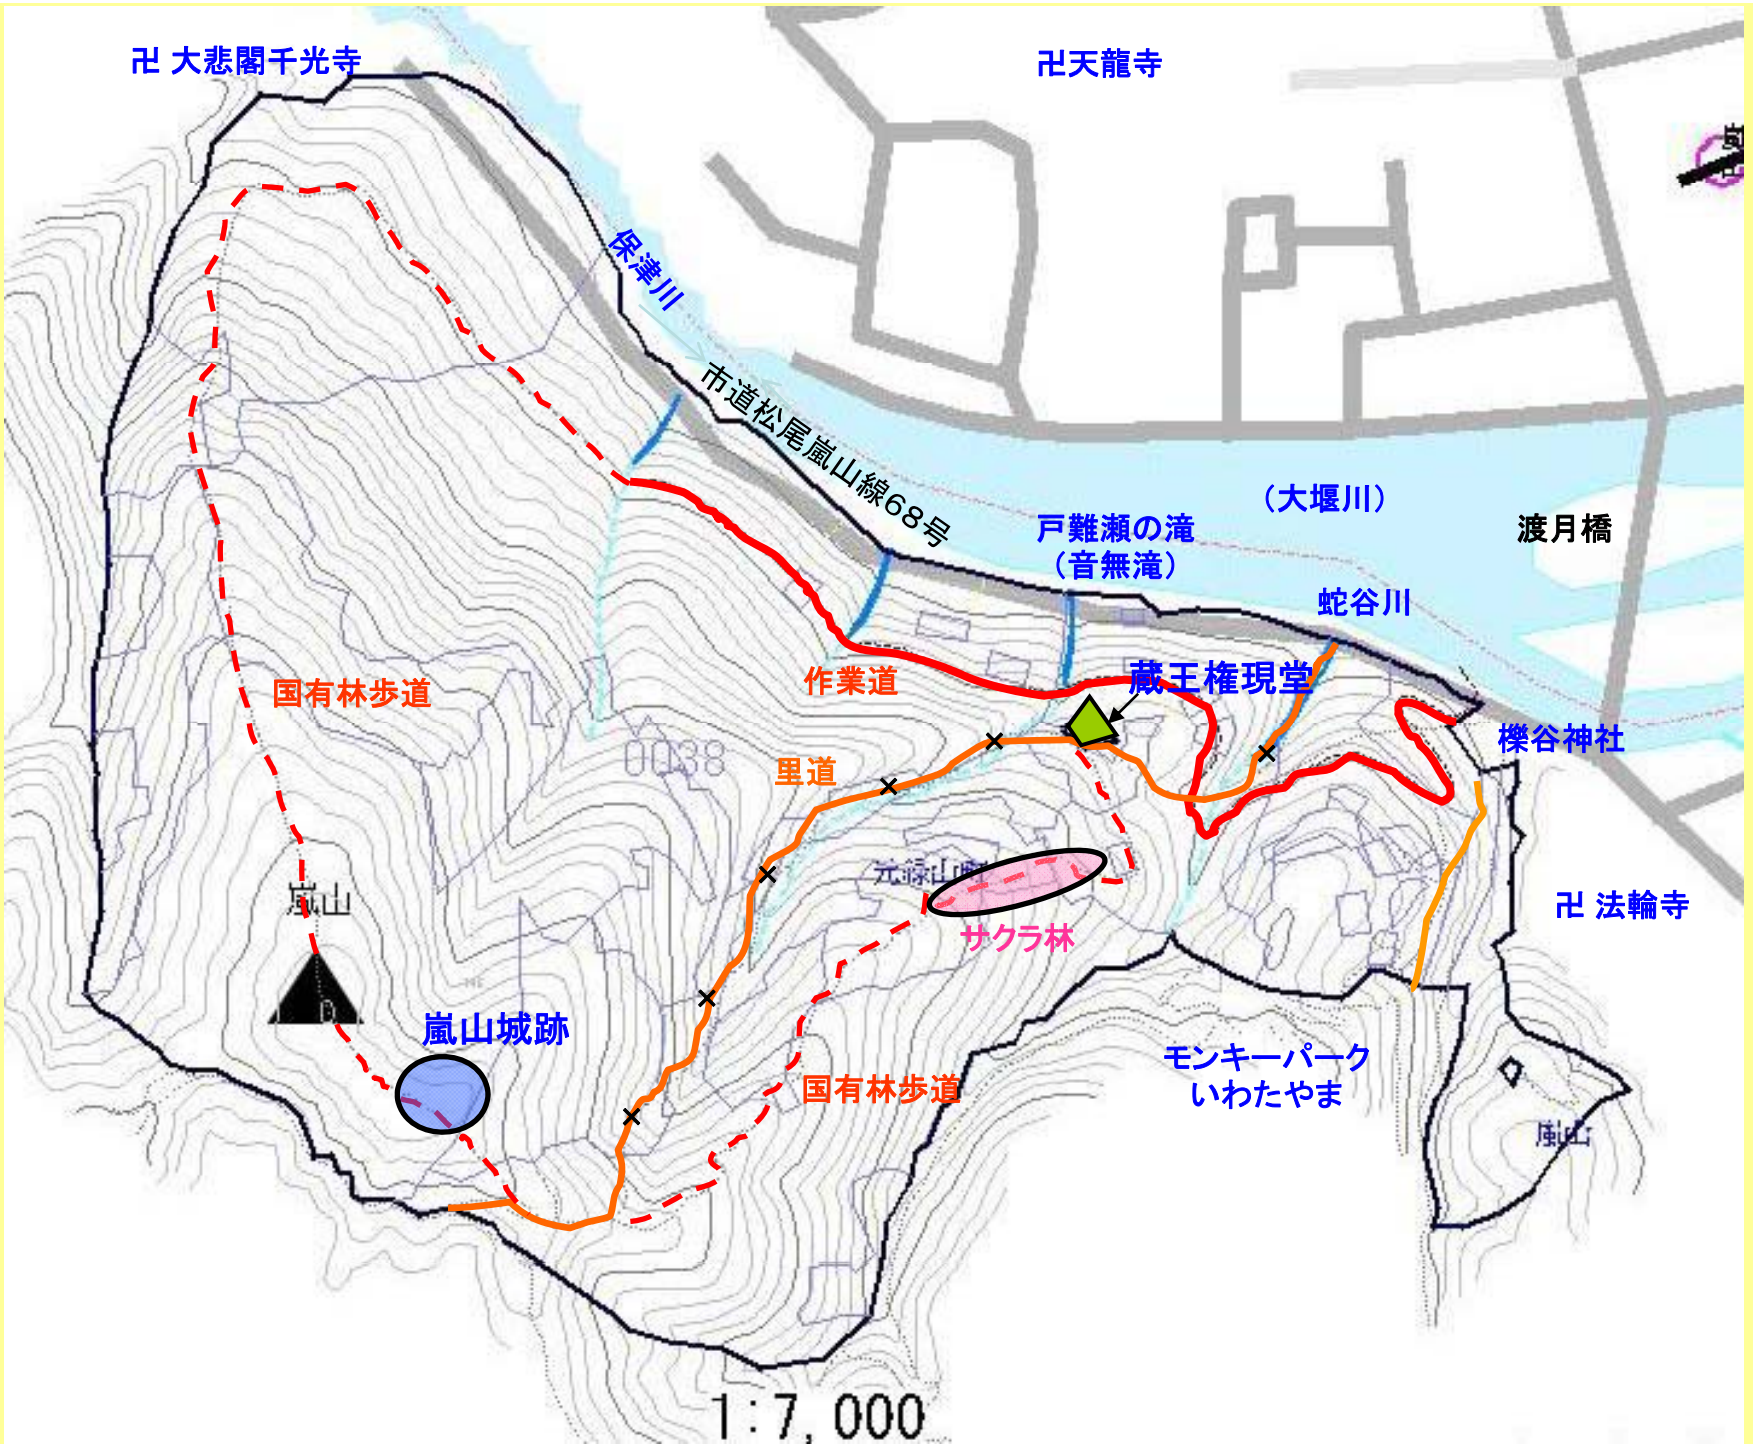 卍 大悲閣千光寺
卍天龍寺
保津川
市道松尾嵐山線68号
(大堰川)
戸難瀬の滝
(音無滝)
渡月橋
蛇谷川
蔵王権現堂
作業道
国有林歩道
櫟谷神社
0038
里道
元録山町
嵐山
サクラ林
卍 法輪寺
嵐山城跡
モンキーパーク
いわたやま
国有林歩道
嵐山
1:7,000